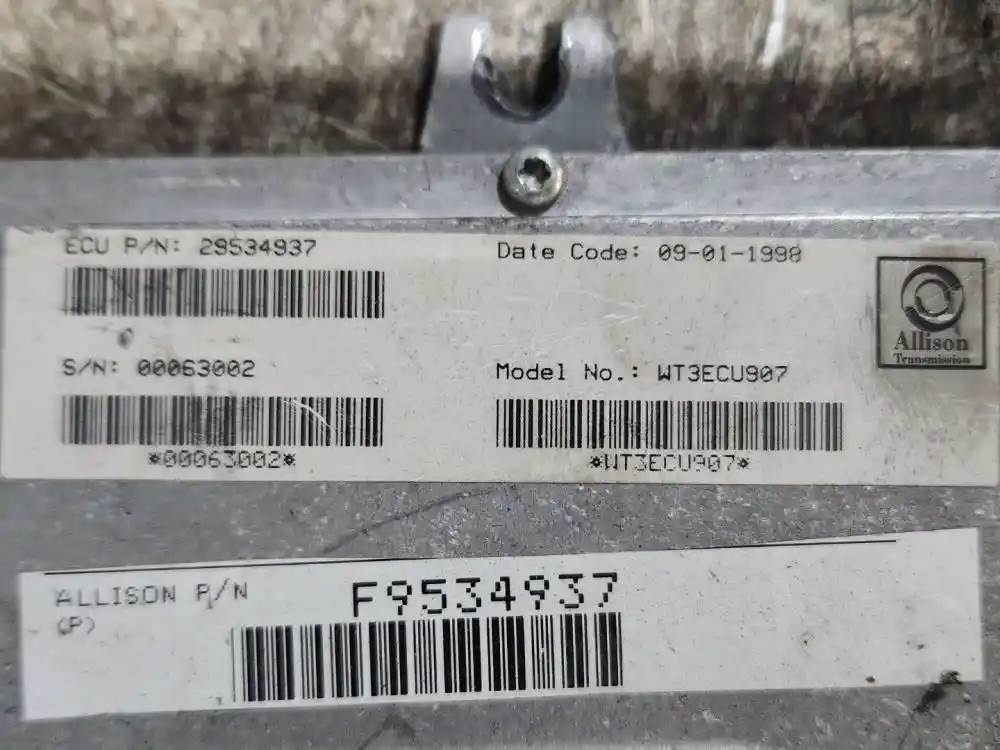 ECU P/N: 29534937
Date Code: 09-01-1998
S/N: 00063002
Model No.: WT3ECU907
*00063002*
*WT3ECU907*
Allison
Transmission
ALLISON P/N
(P)
F9534937